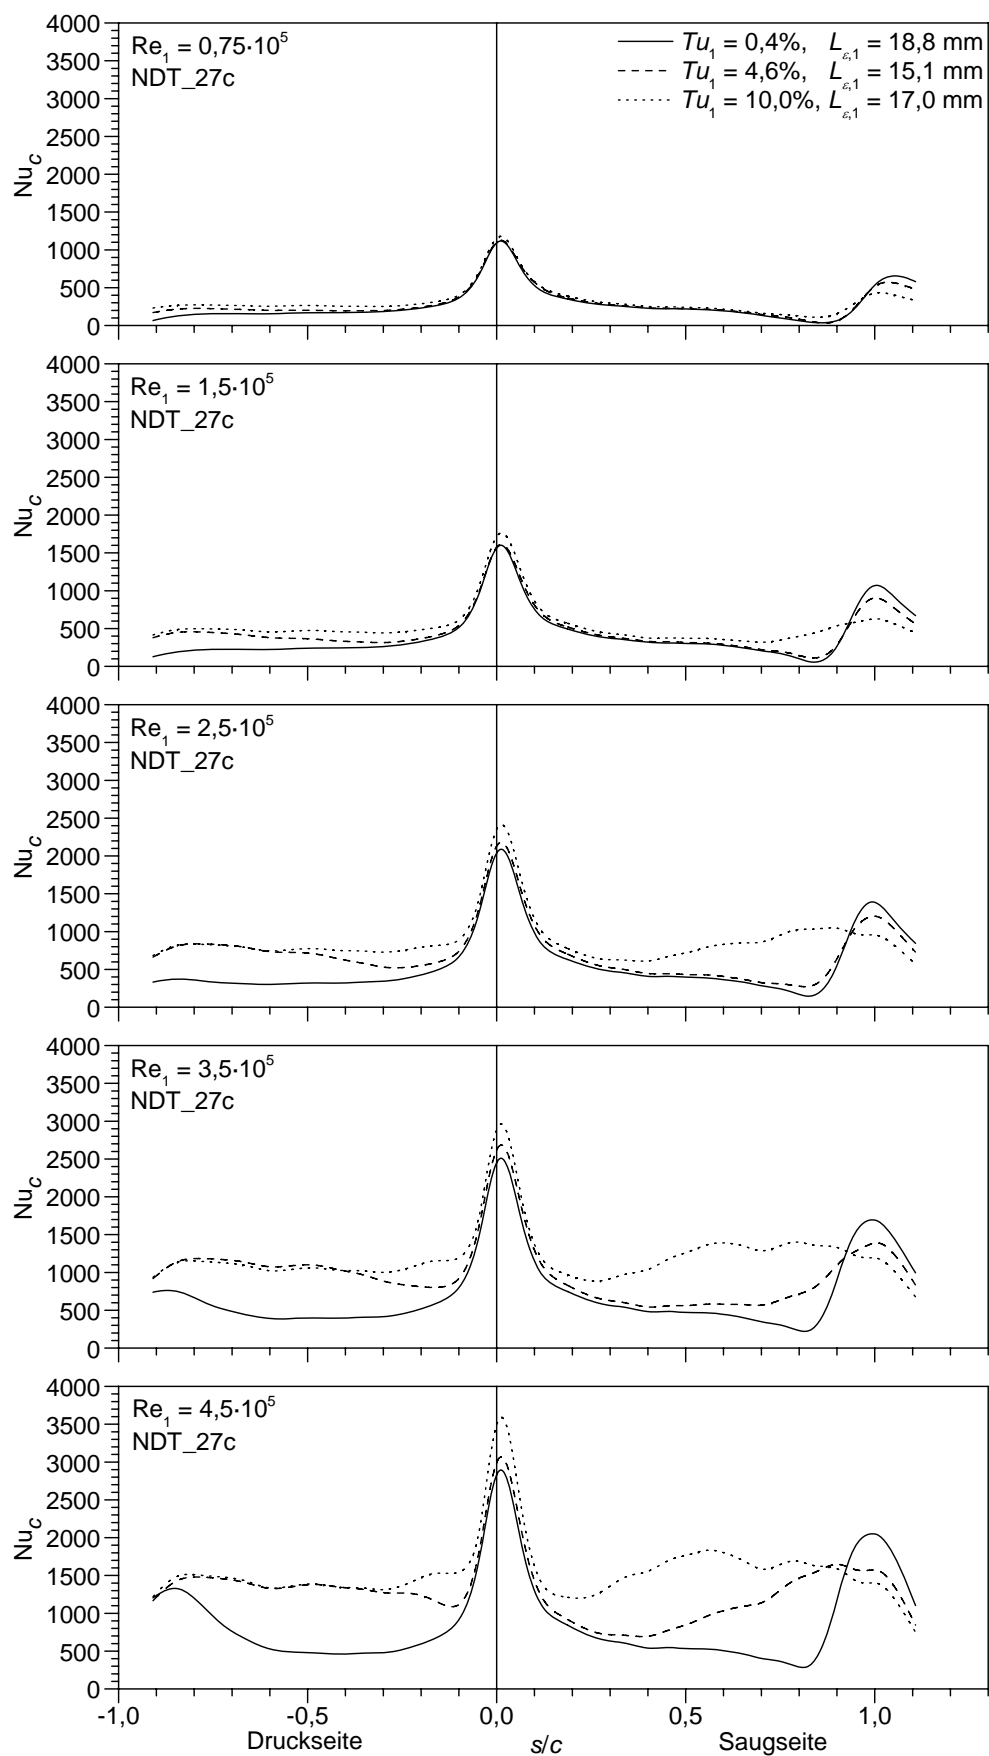 4000
3500
3000
2500
2000
1500
1000
500
0
Nu_c
Re_1 = 0,75·10^5
NDT_27c
Tu_1 = 0,4%, L_ε,1 = 18,8 mm
Tu_1 = 4,6%, L_ε,1 = 15,1 mm
Tu_1 = 10,0%, L_ε,1 = 17,0 mm
4000
3500
3000
2500
2000
1500
1000
500
0
Nu_c
Re_1 = 1,5·10^5
NDT_27c
4000
3500
3000
2500
2000
1500
1000
500
0
Nu_c
Re_1 = 2,5·10^5
NDT_27c
4000
3500
3000
2500
2000
1500
1000
500
0
Nu_c
Re_1 = 3,5·10^5
NDT_27c
4000
3500
3000
2500
2000
1500
1000
500
0
Nu_c
Re_1 = 4,5·10^5
NDT_27c
-1,0 -0,5 0,0 0,5 1,0
Druckseite s/c Saugseite